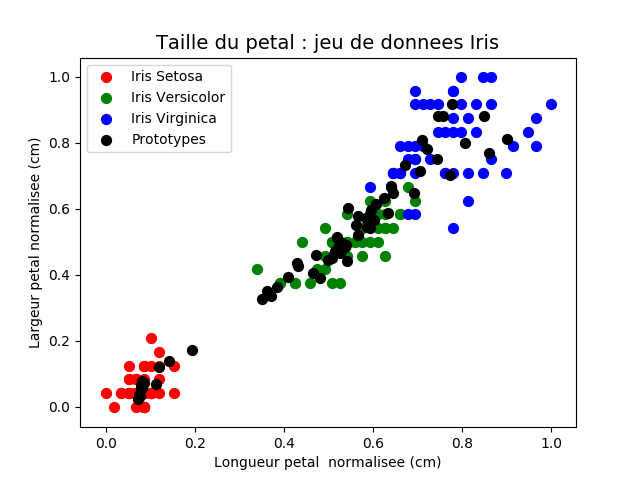 Taille du petal : jeu de donnees Iris
Iris Setosa
Iris Versicolor
Iris Virginica
Prototypes
Largeur petal normalisee (cm)
1.0
0.8
0.6
0.4
0.2
0.0
0.0 0.2 0.4 0.6 0.8 1.0
Longueur petal  normalisee (cm)